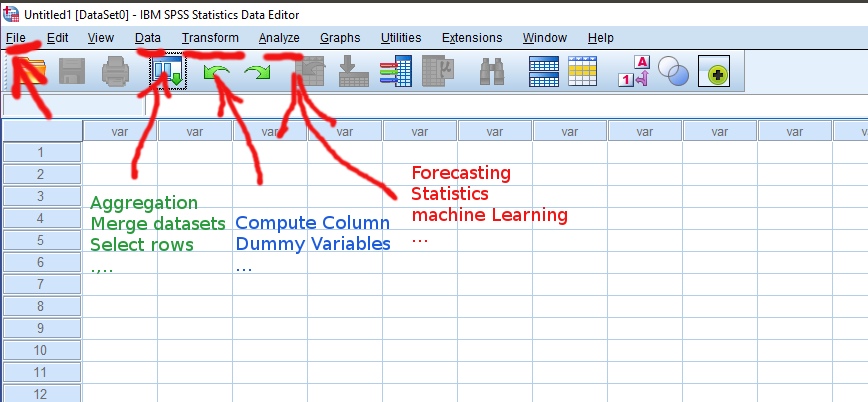 Untitled1 [DataSet0] - IBM SPSS Statistics Data Editor
File Edit View Data Transform Analyze Graphs Utilities Extensions Window Help
1 A
var var var var var var var var var var v
1
2
3
4
5
6
7
8
9
10
11
12
Aggregation
Merge datasets
Select rows
.,..
Compute Column
Dummy Variables
...
Forecasting
Statistics
machine Learning
...